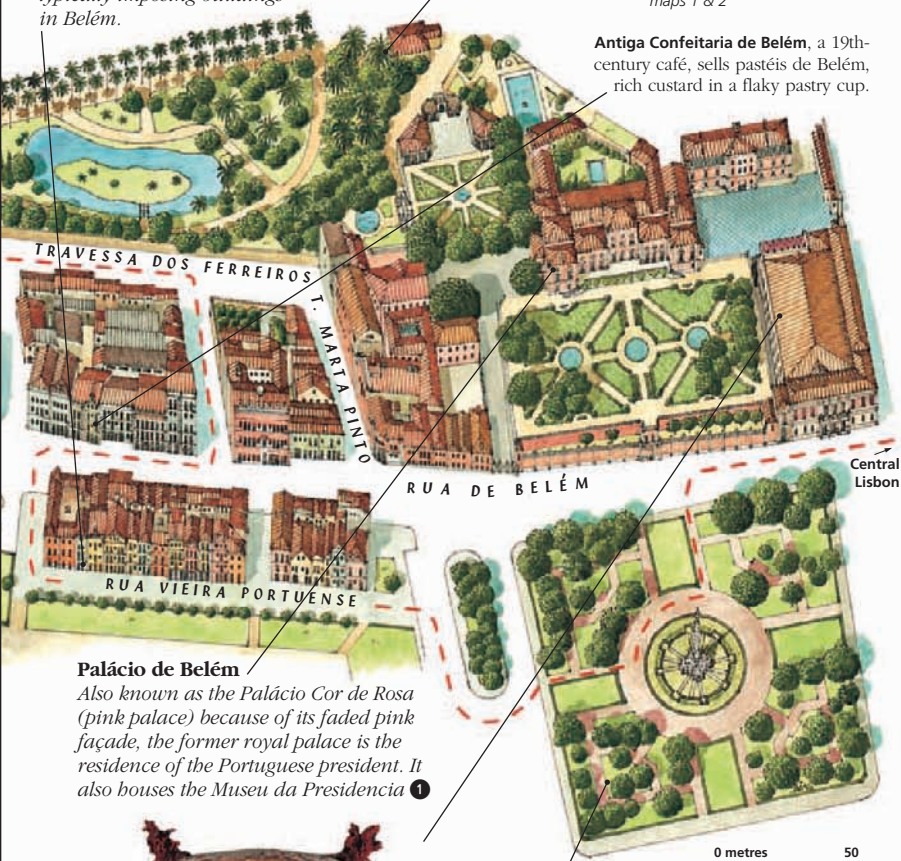 typically imposing buildings
in Belém.
maps 1 & 2
Antiga Confeitaria de Belém, a 19th-
century café, sells pastéis de Belém,
rich custard in a flaky pastry cup.
TRAVESSA DOS FERREIROS
T. MARTA PINTO
RUA DE BELÉM
Central
Lisbon
RUA VIEIRA PORTUENSE
Palácio de Belém
Also known as the Palácio Cor de Rosa
(pink palace) because of its faded pink
façade, the former royal palace is the
residence of the Portuguese president. It
also houses the Museu da Presidencia 1
0 metres 50